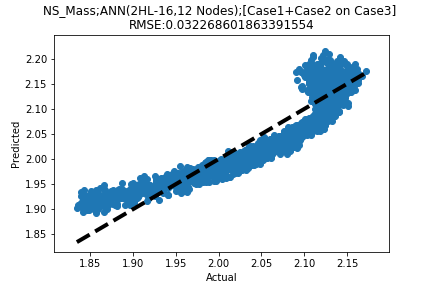 NS_Mass;ANN(2HL-16,12 Nodes);[Case1+Case2 on Case3]
RMSE:0.032268601863391554
2.20
2.15
2.10
2.05
2.00
1.95
1.90
1.85
Predicted
1.85 1.90 1.95 2.00 2.05 2.10 2.15
Actual